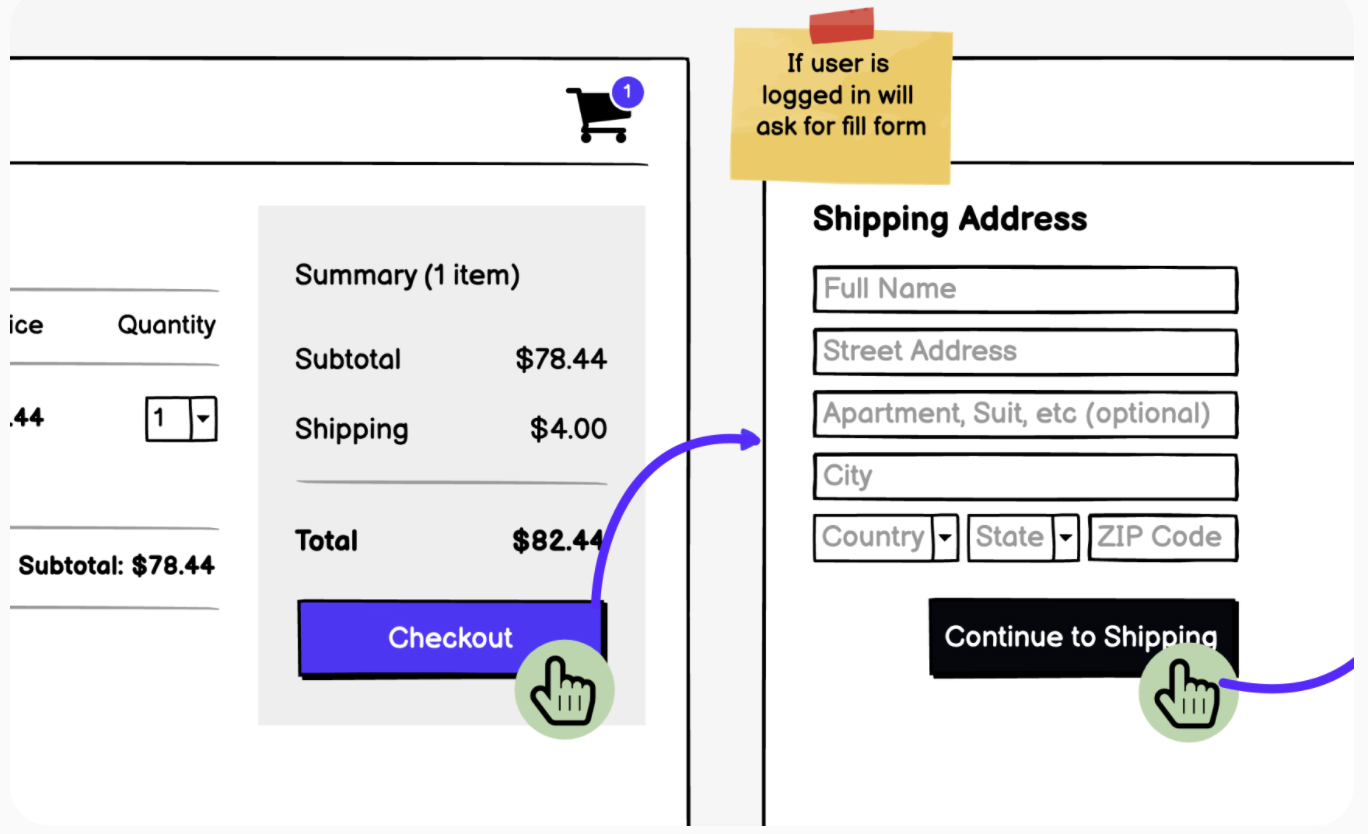 1
If user is
logged in will
ask for fill form
Summary (1 item)
ice Quantity
Subtotal $78.44
.44 1
Shipping $4.00
Total $82.44
Subtotal: $78.44
Checkout
Shipping Address
Full Name
Street Address
Apartment, Suit, etc (optional)
City
Country State ZIP Code
Continue to Shipping